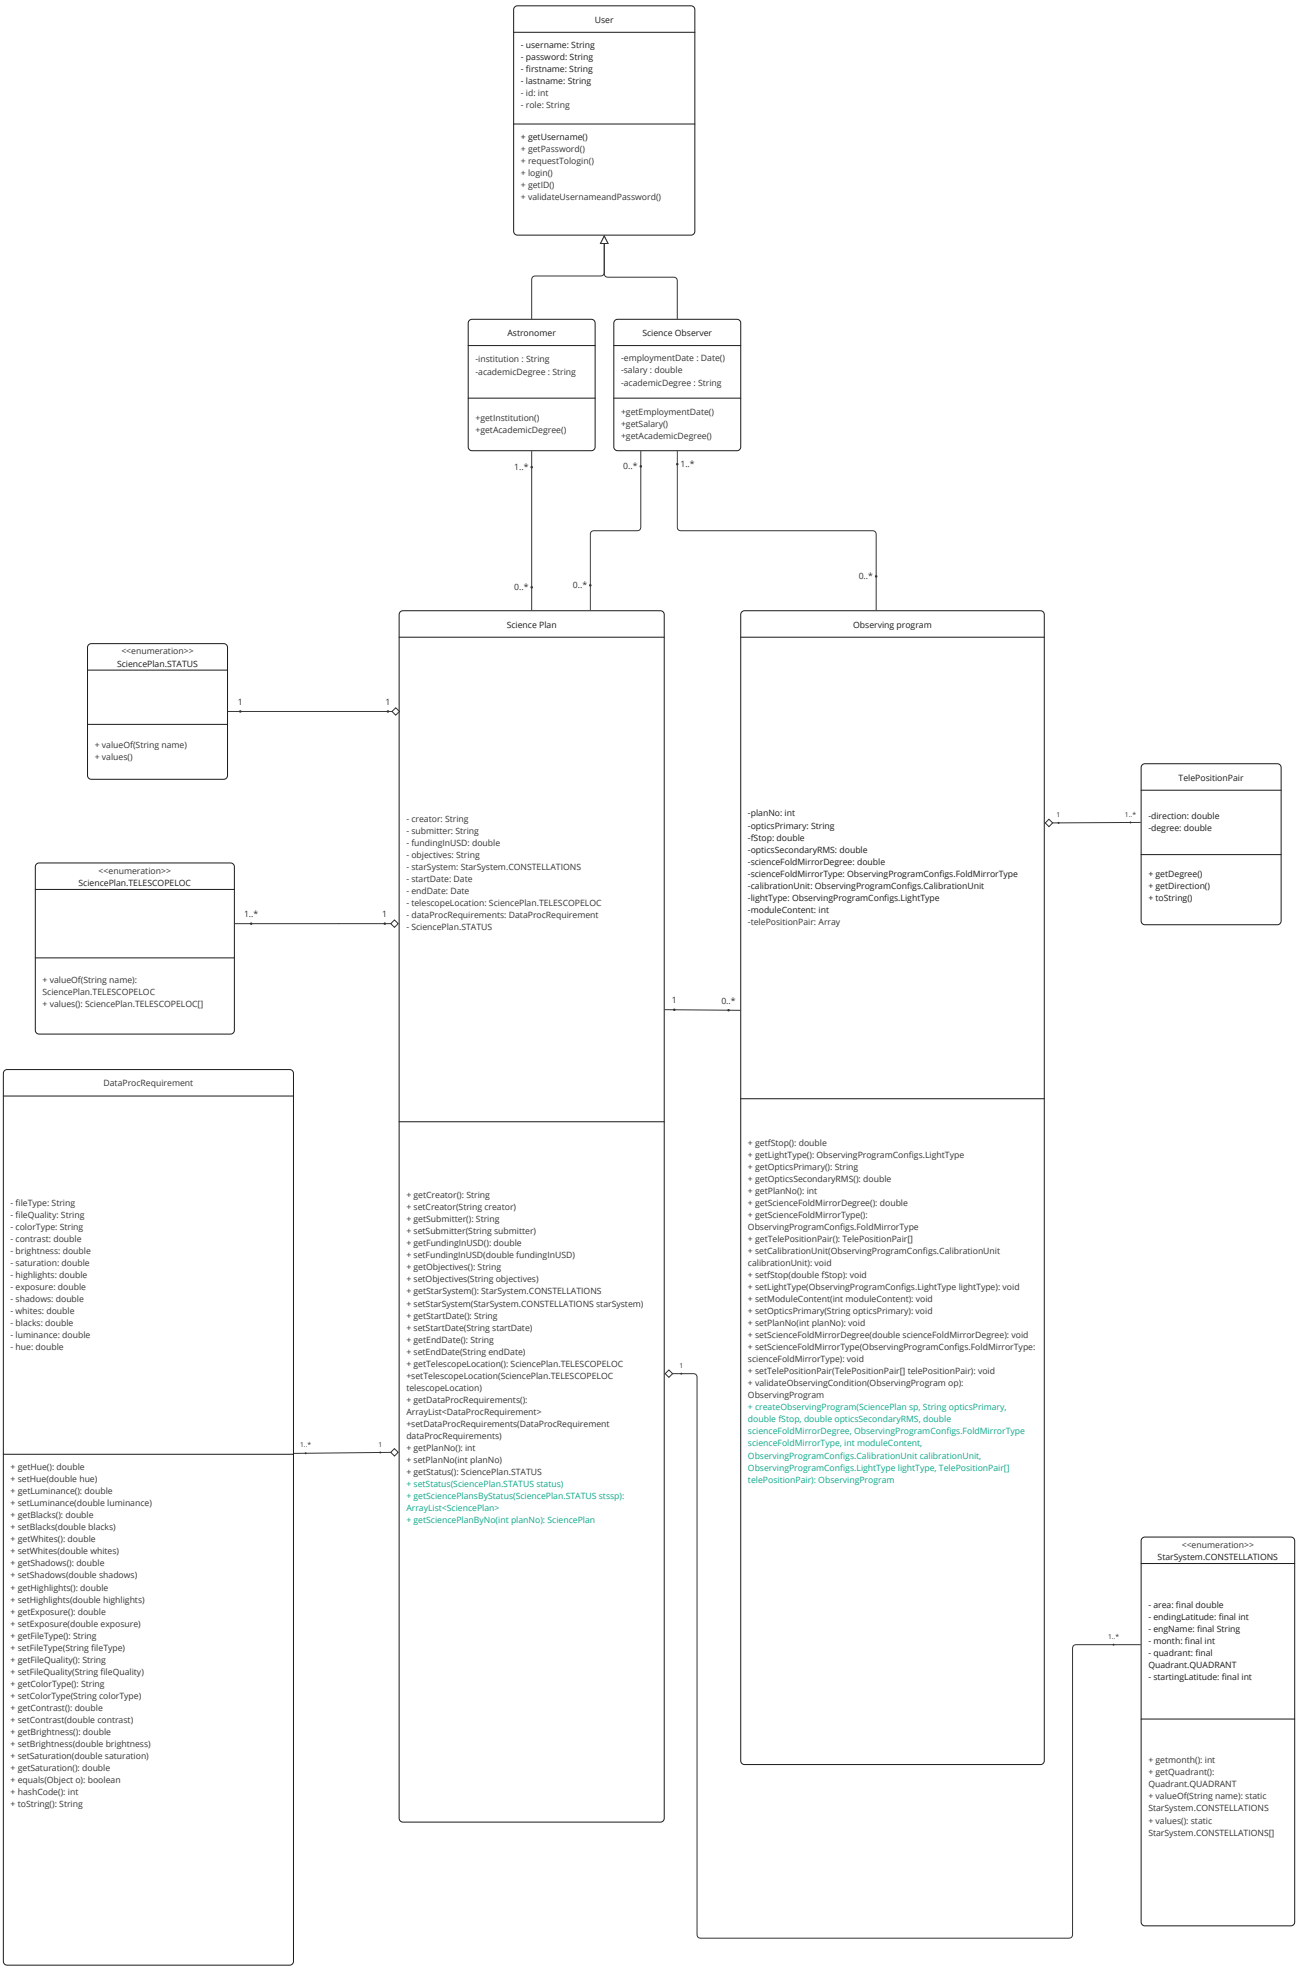 User
- username: String
- password: String
- firstname: String
- lastname: String
- id: int
- role: String
+ getUsername()
+ getPassword()
+ requestTologin()
+ login()
+ getID()
+ validateUsernameandPassword()
Astronomer
-institution : String
-academicDegree : String
+getInstitution()
+getAcademicDegree()
Science Observer
-employmentDate : Date()
-salary : double
-academicDegree : String
+getEmploymentDate()
+getSalary()
+getAcademicDegree()
1..*
0..*
1..*
0..*
0..*
0..*
<<enumeration>>
SciencePlan.STATUS
+ valueOf(String name)
+ values()
1
1
<<enumeration>>
SciencePlan.TELESCOPELOC
+ valueOf(String name):
SciencePlan.TELESCOPELOC
+ values(): SciencePlan.TELESCOPELOC[]
1..*
1
Science Plan
- creator: String
- submitter: String
- fundingInUSD: double
- objectives: String
- starSystem: StarSystem.CONSTELLATIONS
- startDate: Date
- endDate: Date
- telescopeLocation: SciencePlan.TELESCOPELOC
- dataProcRequirements: DataProcRequirement
- SciencePlan.STATUS
+ getCreator(): String
+ setCreator(String creator)
+ getSubmitter(): String
+ setSubmitter(String submitter)
+ getFundingInUSD(): double
+ setFundingInUSD(double fundingInUSD)
+ getObjectives(): String
+ setObjectives(String objectives)
+ getStarSystem(): StarSystem.CONSTELLATIONS
+ setStarSystem(StarSystem.CONSTELLATIONS starSystem)
+ getStartDate(): String
+ setStartDate(String startDate)
+ getEndDate(): String
+ setEndDate(String endDate)
+ getTelescopeLocation(): SciencePlan.TELESCOPELOC
+setTelescopeLocation(SciencePlan.TELESCOPELOC
telescopeLocation)
+ getDataProcRequirements():
ArrayList<DataProcRequirement>
+setDataProcRequirements(DataProcRequirement
dataProcRequirements)
+ getPlanNo(): int
+ setPlanNo(int planNo)
+ getStatus(): SciencePlan.STATUS
+ setStatus(SciencePlan.STATUS status)
+ getSciencePlansByStatus(SciencePlan.STATUS stssp):
ArrayList<SciencePlan>
+ getSciencePlanByNo(int planNo): SciencePlan
1
0..*
Observing program
-planNo: int
-opticsPrimary: String
-fStop: double
-opticsSecondaryRMS: double
-scienceFoldMirrorDegree: double
-scienceFoldMirrorType: ObservingProgramConfigs.FoldMirrorType
-calibrationUnit: ObservingProgramConfigs.CalibrationUnit
-lightType: ObservingProgramConfigs.LightType
-moduleContent: int
-telePositionPair: Array
+ getfStop(): double
+ getLightType(): ObservingProgramConfigs.LightType
+ getOpticsPrimary(): String
+ getOpticsSecondaryRMS(): double
+ getPlanNo(): int
+ getScienceFoldMirrorDegree(): double
+ getScienceFoldMirrorType():
ObservingProgramConfigs.FoldMirrorType
+ getTelePositionPair(): TelePositionPair[]
+ setCalibrationUnit(ObservingProgramConfigs.CalibrationUnit
calibrationUnit): void
+ setfStop(double fStop): void
+ setLightType(ObservingProgramConfigs.LightType lightType): void
+ setModuleContent(int moduleContent): void
+ setOpticsPrimary(String opticsPrimary): void
+ setPlanNo(int planNo): void
+ setScienceFoldMirrorDegree(double scienceFoldMirrorDegree): void
+ setScienceFoldMirrorType(ObservingProgramConfigs.FoldMirrorType:
scienceFoldMirrorType): void
+ setTelePositionPair(TelePositionPair[] telePositionPair): void
+ validateObservingCondition(ObservingProgram op):
ObservingProgram
+ createObservingProgram(SciencePlan sp, String opticsPrimary,
double fStop, double opticsSecondaryRMS, double
scienceFoldMirrorDegree, ObservingProgramConfigs.FoldMirrorType
scienceFoldMirrorType, int moduleContent,
ObservingProgramConfigs.CalibrationUnit calibrationUnit,
ObservingProgramConfigs.LightType lightType, TelePositionPair[]
telePositionPair): ObservingProgram
1
1..*
TelePositionPair
-direction: double
-degree: double
+ getDegree()
+ getDirection()
+ toString()
DataProcRequirement
- fileType: String
- fileQuality: String
- colorType: String
- contrast: double
- brightness: double
- saturation: double
- highlights: double
- exposure: double
- shadows: double
- whites: double
- blacks: double
- luminance: double
- hue: double
+ getHue(): double
+ setHue(double hue)
+ getLuminance(): double
+ setLuminance(double luminance)
+ getBlacks(): double
+ setBlacks(double blacks)
+ getWhites(): double
+ setWhites(double whites)
+ getShadows(): double
+ setShadows(double shadows)
+ getHighlights(): double
+ setHighlights(double highlights)
+ getExposure(): double
+ setExposure(double exposure)
+ getFileType(): String
+ setFileType(String fileType)
+ getFileQuality(): String
+ setFileQuality(String fileQuality)
+ getColorType(): String
+ setColorType(String colorType)
+ getContrast(): double
+ setContrast(double contrast)
+ getBrightness(): double
+ setBrightness(double brightness)
+ setSaturation(double saturation)
+ getSaturation(): double
+ equals(Object o): boolean
+ hashCode(): int
+ toString(): String
1..*
1
1
1..*
<<enumeration>>
StarSystem.CONSTELLATIONS
- area: final double
- endingLatitude: final int
- engName: final String
- month: final int
- quadrant: final
Quadrant.QUADRANT
- startingLatitude: final int
+ getmonth(): int
+ getQuadrant():
Quadrant.QUADRANT
+ valueOf(String name): static
StarSystem.CONSTELLATIONS
+ values(): static
StarSystem.CONSTELLATIONS[]